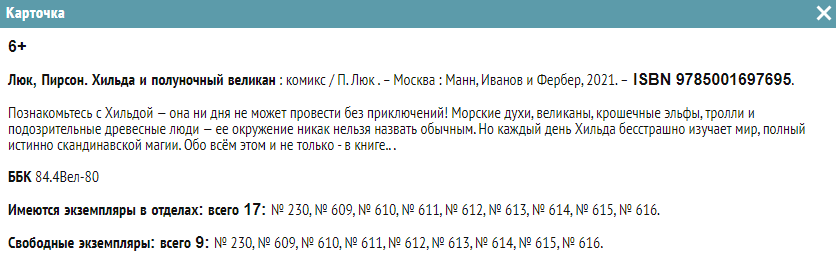 Карточка
6+
Люк, Пирсон. Хильда и полуночный великан : комикс / П. Люк . – Москва : Манн, Иванов и Фербер, 2021. – ISBN 9785001697695.
Познакомьтесь с Хильдой — она ни дня не может провести без приключений! Морские духи, великаны, крошечные эльфы, тролли и
подозрительные древесные люди — ее окружение никак нельзя назвать обычным. Но каждый день Хильда бесстрашно изучает мир, полный
истинно скандинавской магии. Обо всём этом и не только - в книге...
ББК 84.4Вел-80
Имеются экземпляры в отделах: всего 17: № 230, № 609, № 610, № 611, № 612, № 613, № 614, № 615, № 616.
Свободные экземпляры: всего 9: № 230, № 609, № 610, № 611, № 612, № 613, № 614, № 615, № 616.